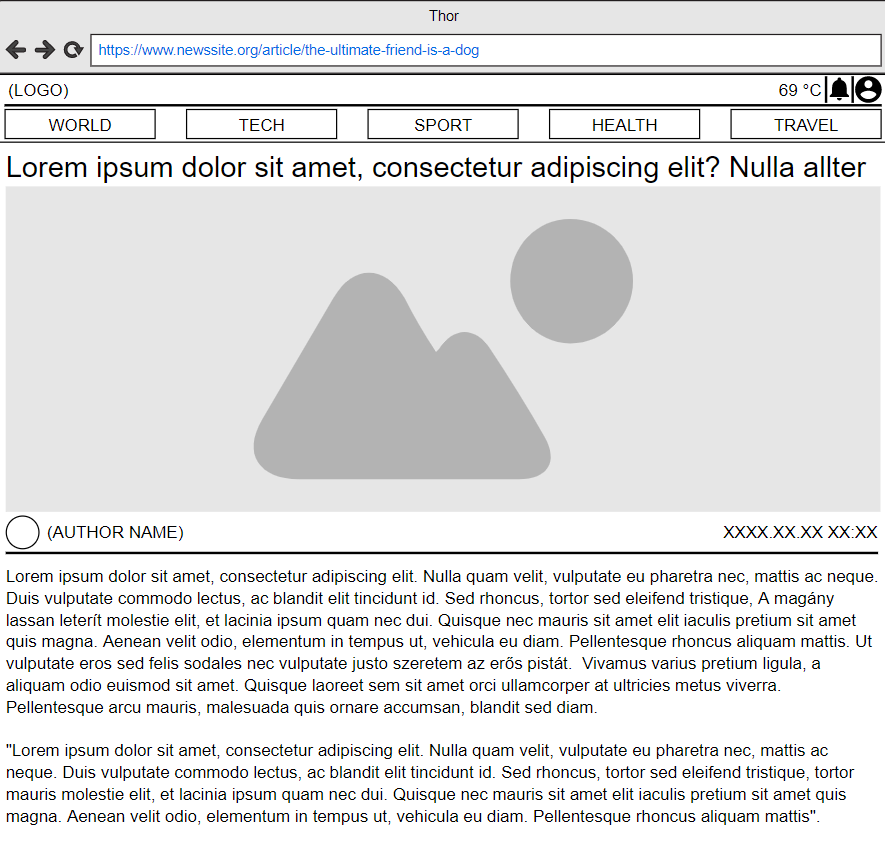 Thor
https://www.newssite.org/article/the-ultimate-friend-is-a-dog
(LOGO) 69 °C
WORLD TECH SPORT HEALTH TRAVEL
Lorem ipsum dolor sit amet, consectetur adipiscing elit? Nulla allter
(AUTHOR NAME) XXXX.XX.XX XX:XX
Lorem ipsum dolor sit amet, consectetur adipiscing elit. Nulla quam velit, vulputate eu pharetra nec, mattis ac neque.
Duis vulputate commodo lectus, ac blandit elit tincidunt id. Sed rhoncus, tortor sed eleifend tristique, A magány
lassan leterít molestie elit, et lacinia ipsum quam nec dui. Quisque nec mauris sit amet elit iaculis pretium sit amet
quis magna. Aenean velit odio, elementum in tempus ut, vehicula eu diam. Pellentesque rhoncus aliquam mattis. Ut
vulputate eros sed felis sodales nec vulputate justo szeretem az erős pistát.  Vivamus varius pretium ligula, a
aliquam odio euismod sit amet. Quisque laoreet sem sit amet orci ullamcorper at ultricies metus viverra.
Pellentesque arcu mauris, malesuada quis ornare accumsan, blandit sed diam.
"Lorem ipsum dolor sit amet, consectetur adipiscing elit. Nulla quam velit, vulputate eu pharetra nec, mattis ac
neque. Duis vulputate commodo lectus, ac blandit elit tincidunt id. Sed rhoncus, tortor sed eleifend tristique, tortor
mauris molestie elit, et lacinia ipsum quam nec dui. Quisque nec mauris sit amet elit iaculis pretium sit amet quis
magna. Aenean velit odio, elementum in tempus ut, vehicula eu diam. Pellentesque rhoncus aliquam mattis".